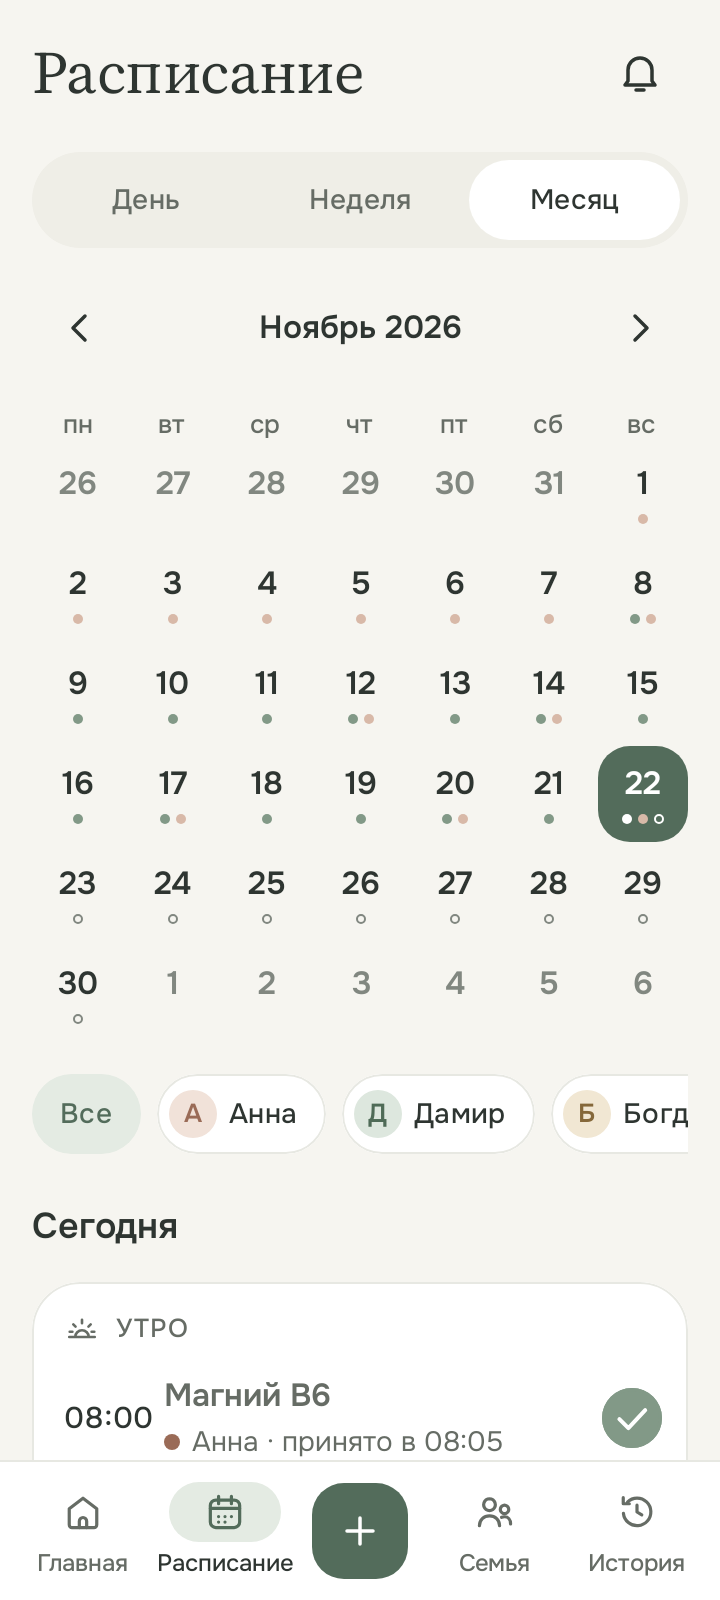 Расписание
День Неделя Месяц
Ноябрь 2026
пн вт ср чт пт сб вс
26 27 28 29 30 31 1
2 3 4 5 6 7 8
9 10 11 12 13 14 15
16 17 18 19 20 21 22
23 24 25 26 27 28 29
30 1 2 3 4 5 6
Все А Анна Д Дамир Б Богд
Сегодня
УТРО
08:00 Магний B6
Анна · принято в 08:05
Главная Расписание Семья История